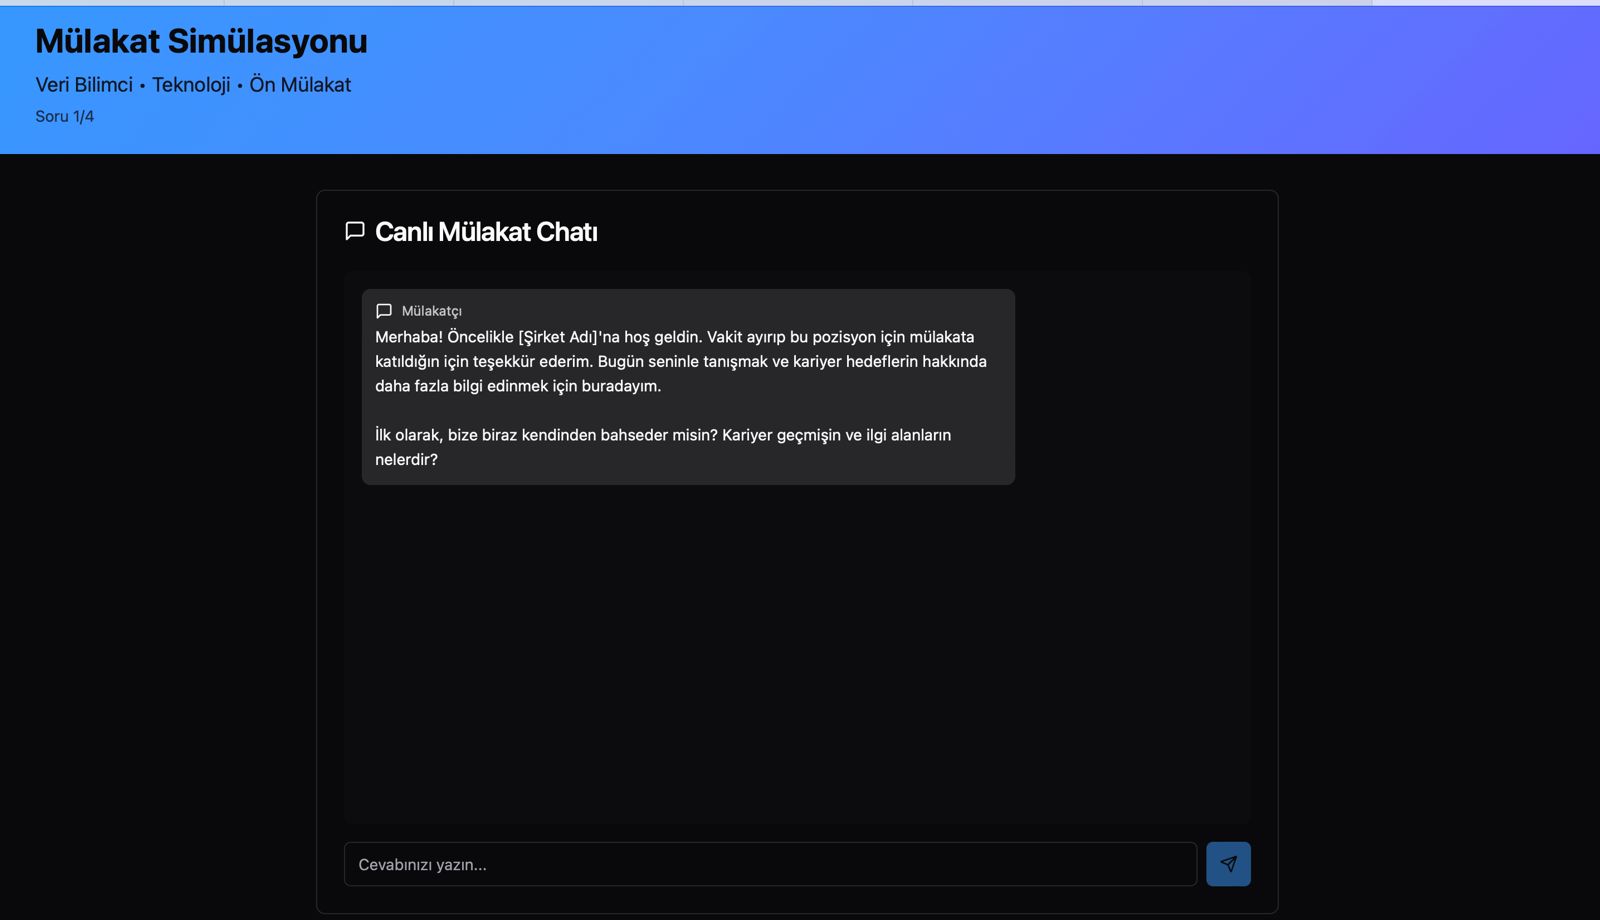 Mülakat Simülasyonu
Veri Bilimci • Teknoloji • Ön Mülakat
Soru 1/4
Canlı Mülakat Chatı
Mülakatçı
Merhaba! Öncelikle [Şirket Adı]'na hoş geldin. Vakit ayırıp bu pozisyon için mülakata
katıldığın için teşekkür ederim. Bugün seninle tanışmak ve kariyer hedeflerin hakkında
daha fazla bilgi edinmek için buradayım.
İlk olarak, bize biraz kendinden bahseder misin? Kariyer geçmişin ve ilgi alanların
nelerdir?
Cevabınızı yazın...